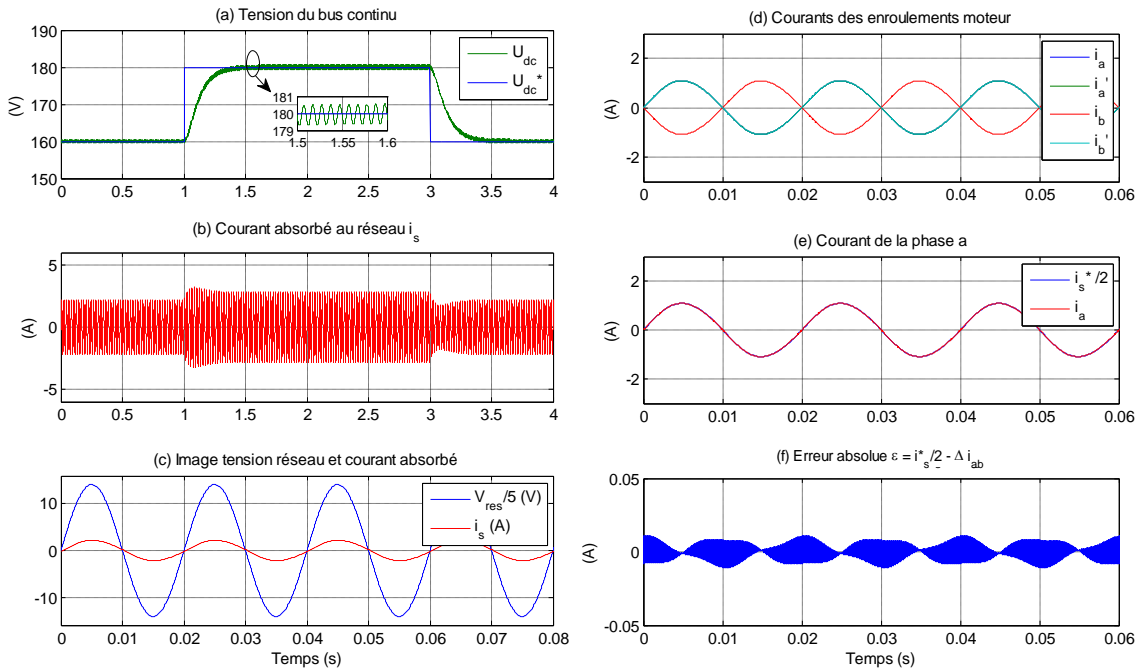 (a) Tension du bus continu
190
180
170
160
150
(V)
U_dc
U_dc*
181
180
179
1.5 1.55 1.6
0 0.5 1 1.5 2 2.5 3 3.5 4
(b) Courant absorbé au réseau i_s
5
0
-5
(A)
0 0.5 1 1.5 2 2.5 3 3.5 4
(c) Image tension réseau et courant absorbé
10
0
-10
V_res/5 (V)
i_s (A)
0 0.01 0.02 0.03 0.04 0.05 0.06 0.07 0.08
Temps (s)
(d) Courants des enroulements moteur
2
0
-2
(A)
i_a
i_a'
i_b
i_b'
0 0.01 0.02 0.03 0.04 0.05 0.06
(e) Courant de la phase a
2
0
-2
(A)
i_s* /2
i_a
0 0.01 0.02 0.03 0.04 0.05 0.06
(f) Erreur absolue ε = i*_s/2 - Δ i_ab
0.05
0
-0.05
(A)
0 0.01 0.02 0.03 0.04 0.05 0.06
Temps (s)